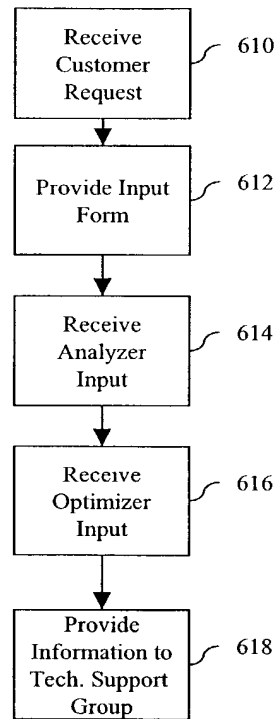 Receive
Customer
Request
610
Provide Input
Form
612
Receive
Analyzer
Input
614
Receive
Optimizer
Input
616
Provide
Information to
Tech. Support
Group
618